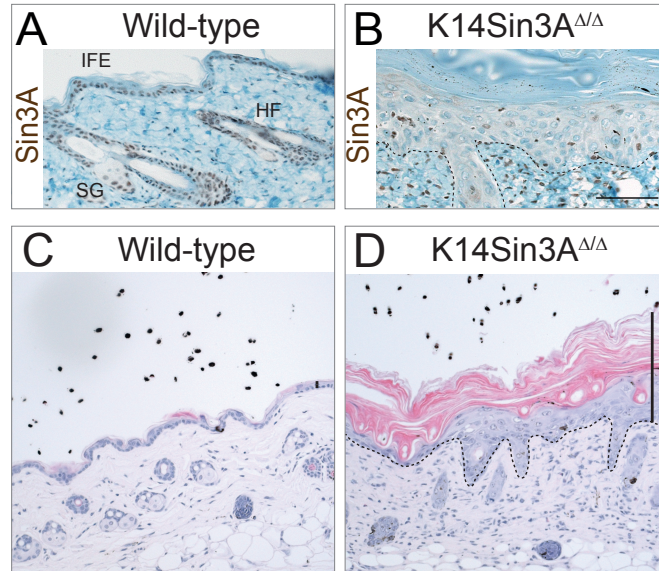 A
Wild-type
Sin3A
IFE
HF
SG
B
K14Sin3AΔ/Δ
Sin3A
C
Wild-type
D
K14Sin3AΔ/Δ